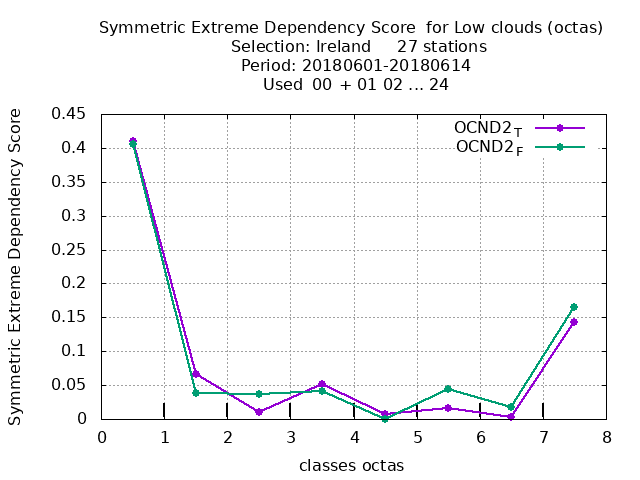 Symmetric Extreme Dependency Score  for Low clouds (octas)
Selection: Ireland     27 stations
Period: 20180601-20180614
Used  00  + 01 02 ... 24
Symmetric Extreme Dependency Score
0.45
0.4
0.35
0.3
0.25
0.2
0.15
0.1
0.05
0
OCND2T
OCND2F
0 1 2 3 4 5 6 7 8
classes octas